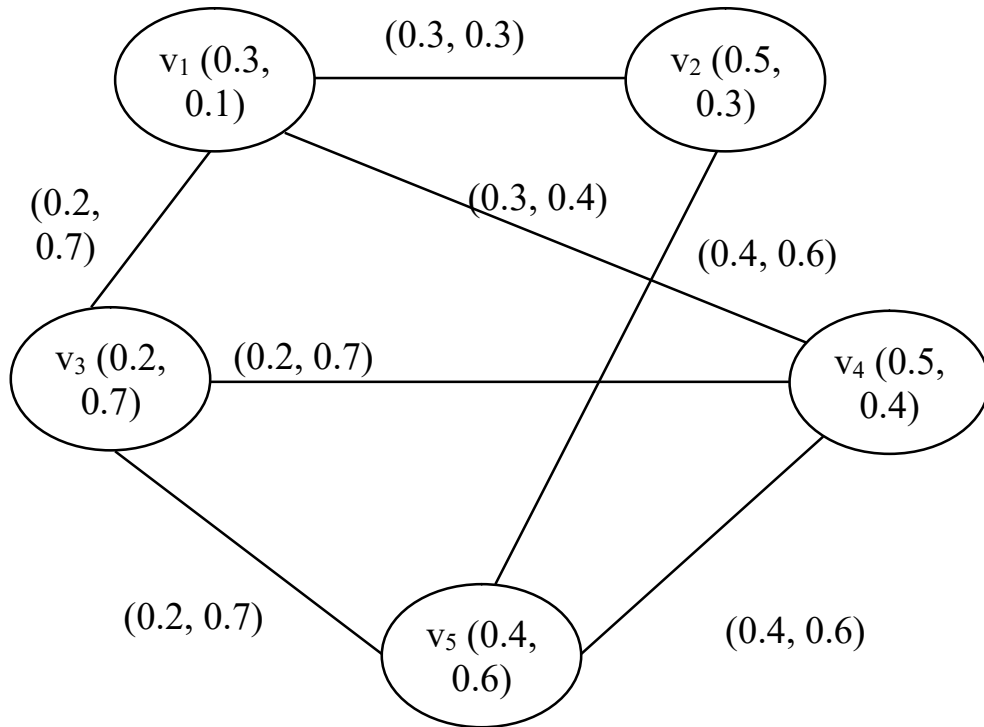 (0.3, 0.3)
v₁ (0.3,
0.1)
v₂ (0.5,
0.3)
(0.2,
0.7)
(0.3, 0.4)
(0.4, 0.6)
v₃ (0.2,
0.7)
(0.2, 0.7)
v₄ (0.5,
0.4)
(0.2, 0.7)
v₅ (0.4,
0.6)
(0.4, 0.6)